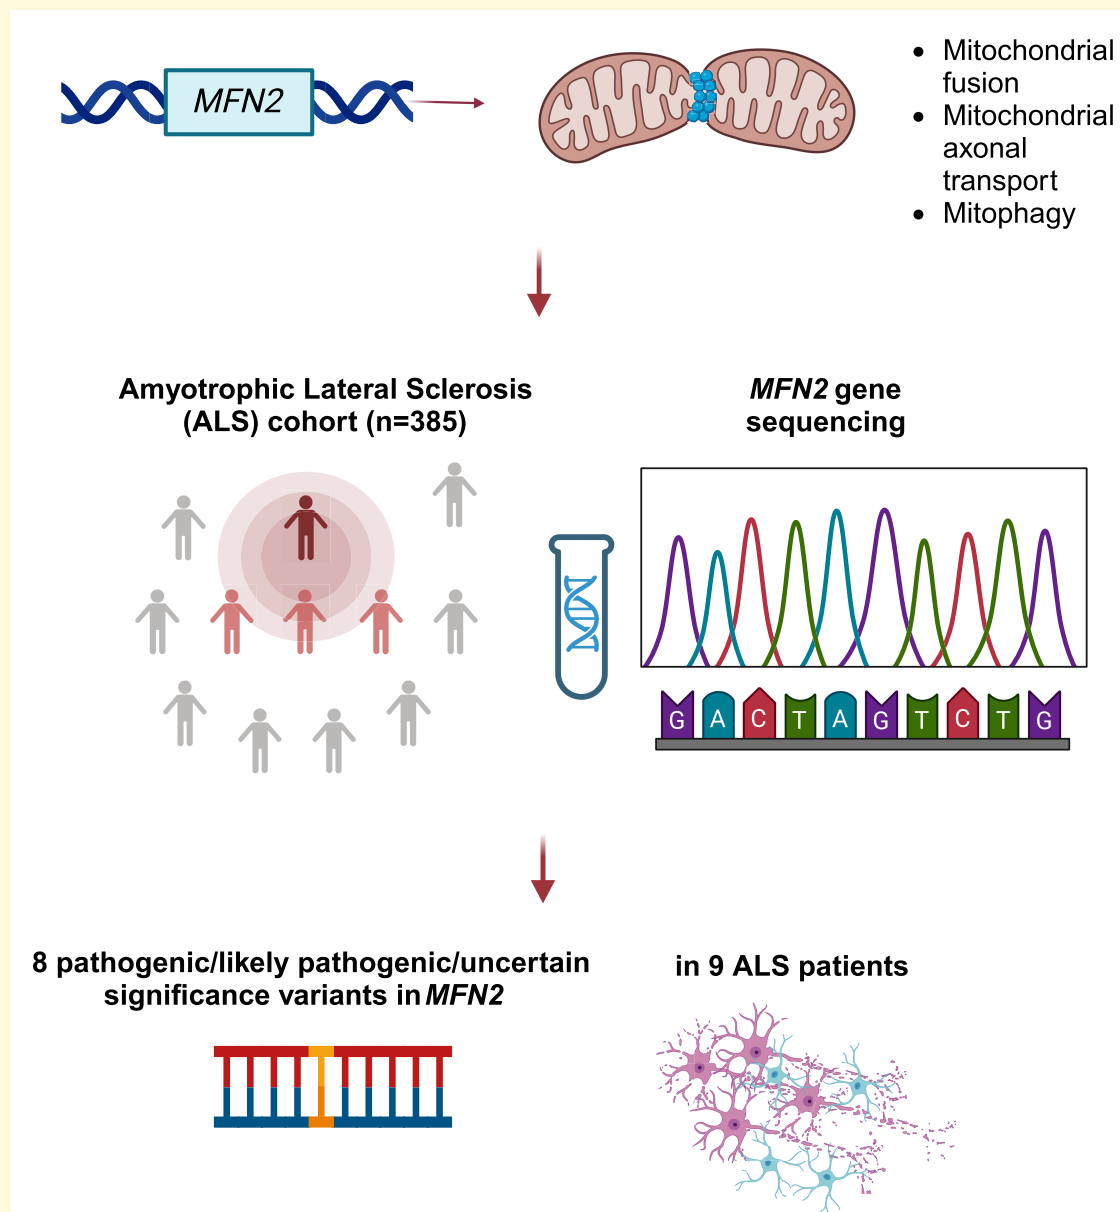 MFN2
• Mitochondrial
fusion
• Mitochondrial
axonal
transport
• Mitophagy
Amyotrophic Lateral Sclerosis
(ALS) cohort (n=385)
MFN2 gene
sequencing
G A C T A G T C T G
8 pathogenic/likely pathogenic/uncertain
significance variants in MFN2
in 9 ALS patients